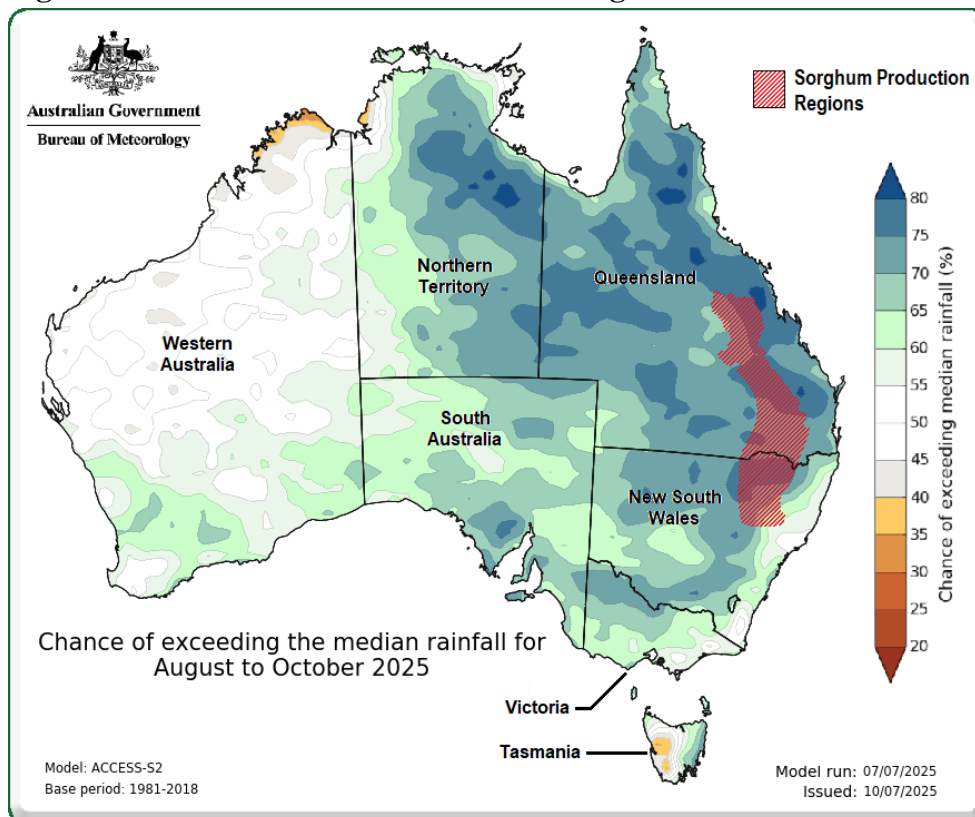 Australian Government
Bureau of Meteorology
Sorghum Production
Regions
Northern
Territory
Queensland
Western
Australia
South
Australia
New South
Wales
80
75
70
65
60
55
50
45
40
35
30
25
20
Chance of exceeding median rainfall (%)
Chance of exceeding the median rainfall for
August to October 2025
Victoria
Tasmania
Model: ACCESS-S2
Base period: 1981-2018
Model run: 07/07/2025
Issued: 10/07/2025